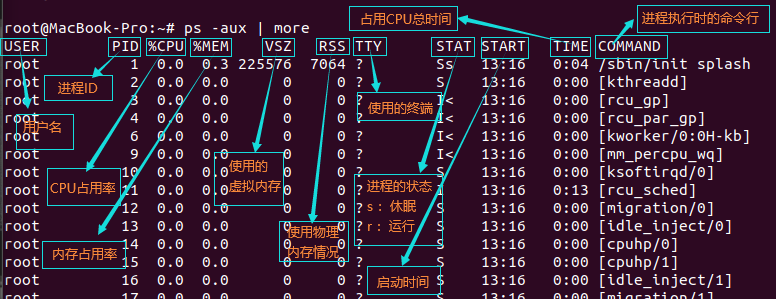 root@MacBook-Pro:~# ps -aux | more
占用CPU总时间
进程执行时的命令行
USER PID %CPU %MEM VSZ RSS TTY STAT START TIME COMMAND
root 1 0.0 0.3 225576 7064 ? Ss 13:16 0:04 /sbin/init splash
root 2 0.0 0.0 0 0 ? S 13:16 0:00 [kthreadd]
进程ID
root 3 0.0 0.0 0 0 ? I< 13:16 0:00 [rcu_gp]
使用的终端
root 4 0.0 0.0 0 0 ? I< 13:16 0:00 [rcu_par_gp]
用户名
root 6 0.0 0.0 0 0 ? I< 13:16 0:00 [kworker/0:0H-kb]
root 9 0.0 0.0 0 0 ? I< 13:16 0:00 [mm_percpu_wq]
使用的
虚拟内存
root 10 0.0 0.0 0 ? S 13:16 0:00 [ksoftirqd/0]
CPU占用率
进程的状态
s：休眠
r：运行
root 11 0.0 0 ? I 13:16 0:13 [rcu_sched]
root 12 0.0 0.0 0 0 ? S 13:16 0:00 [migration/0]
root 13 0.0 0.0 0 ? S 13:16 0:00 [idle_inject/0]
使用物理
内存情况
root 14 0.0 0.0 0 ? S 13:16 0:00 [cpuhp/0]
内存占用率
root 15 0.0 0 ? S 13:16 0:00 [cpuhp/1]
启动时间
root 16 0.0 0.0 0 0 ? S 13:16 0:00 [idle_inject/1]
root 17 0.0 0.0 0 0 ? S 13:16 0:00 [migration/1]